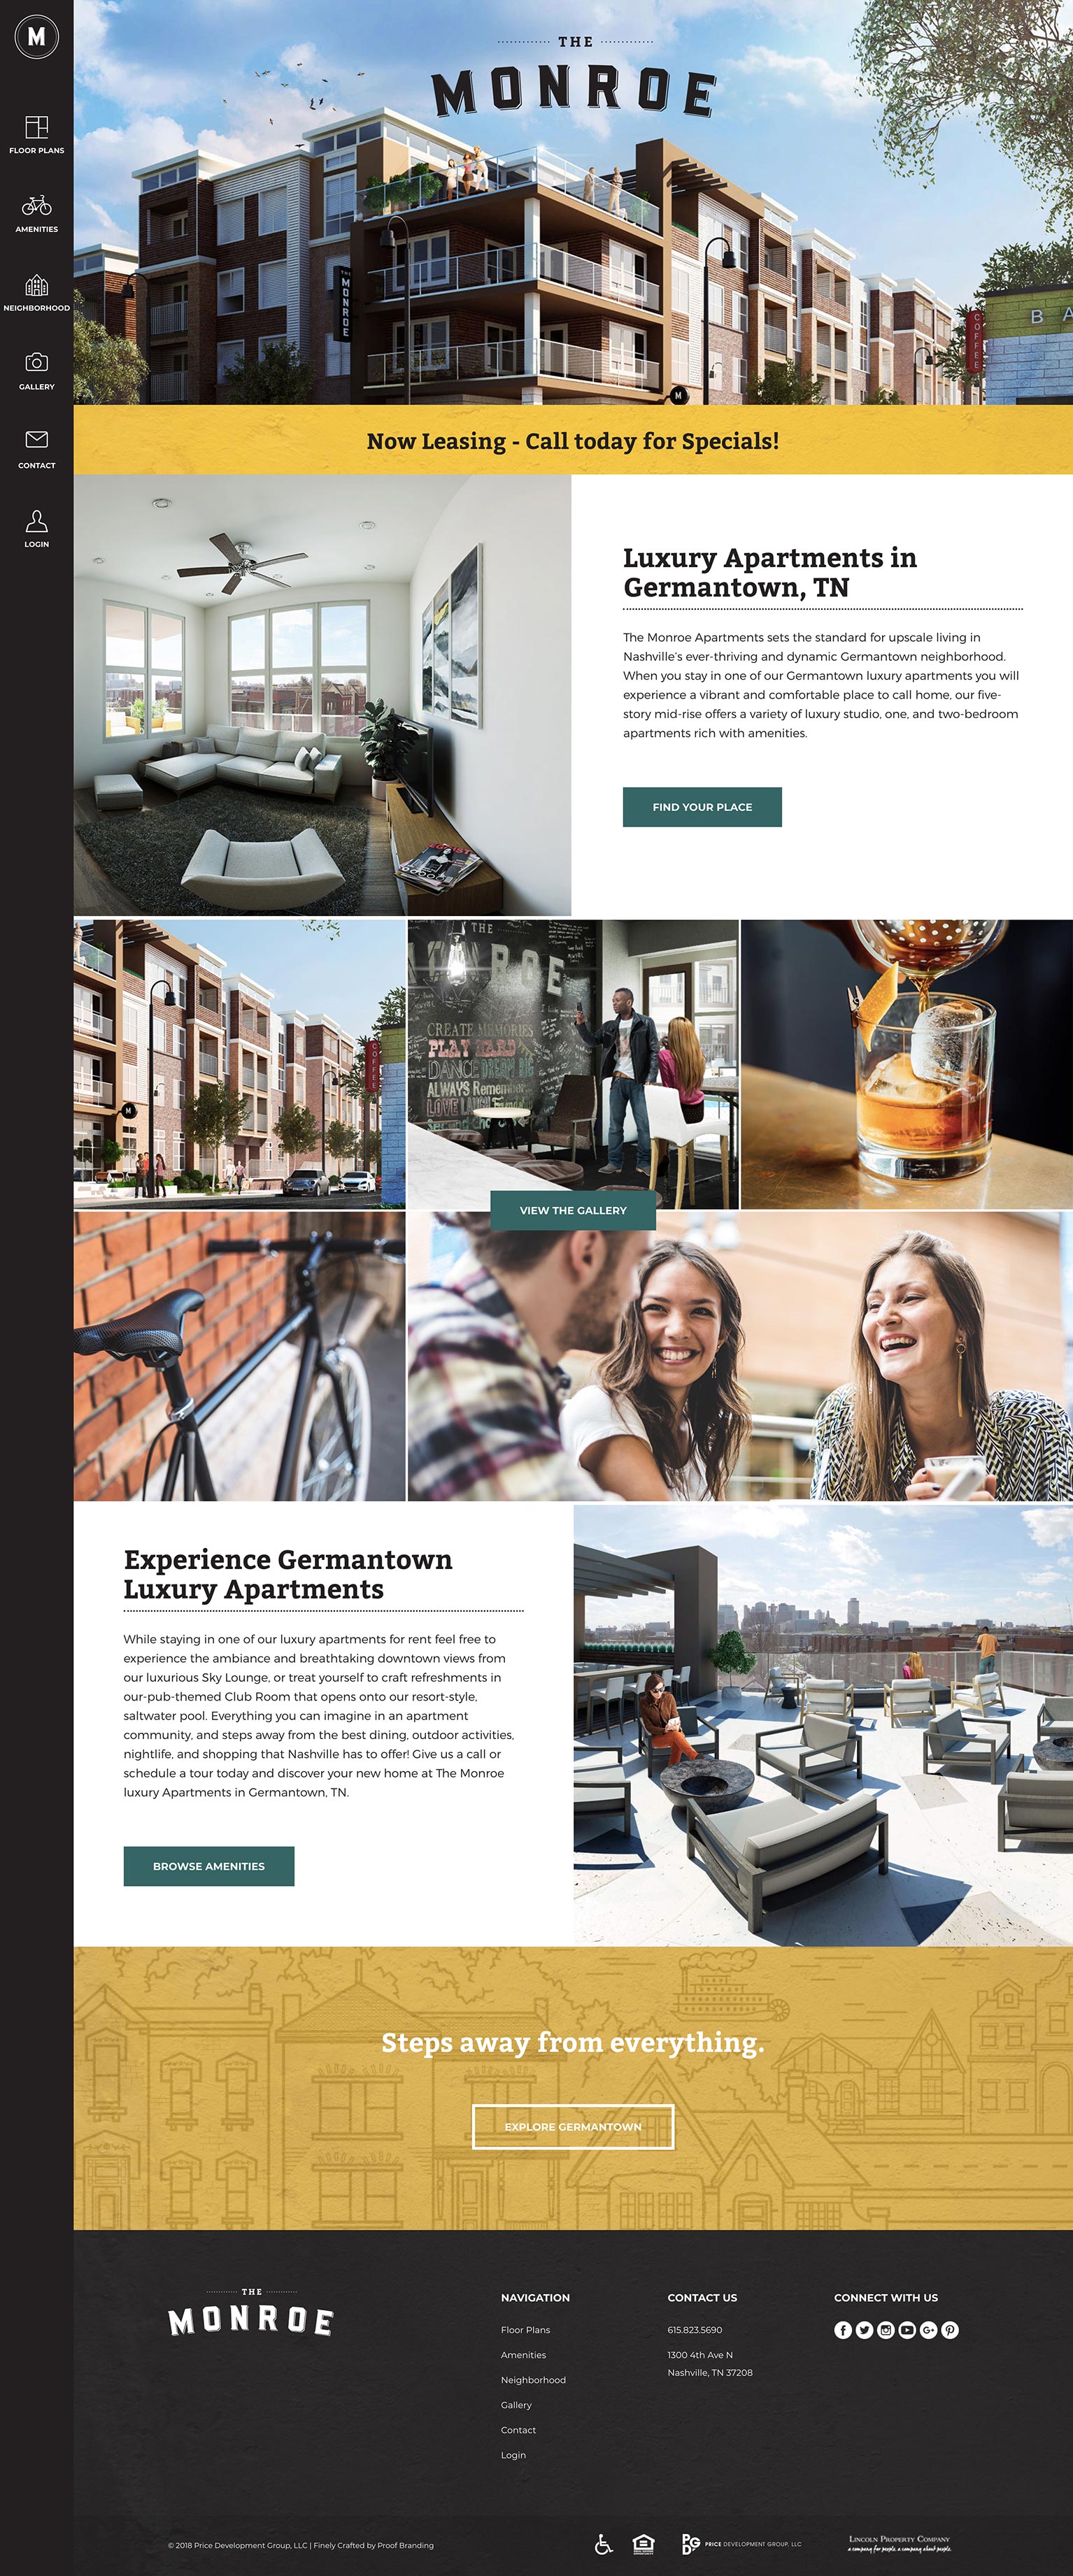 M
FLOOR PLANS
AMENITIES
NEIGHBORHOOD
GALLERY
CONTACT
LOGIN
THE
MONROE
THE
MONROE
M
COFFEE
B A
Now Leasing - Call today for Specials!
Luxury Apartments in
Germantown, TN
The Monroe Apartments sets the standard for upscale living in
Nashville's ever-thriving and dynamic Germantown neighborhood.
When you stay in one of our Germantown luxury apartments you will
experience a vibrant and comfortable place to call home, our five-
story mid-rise offers a variety of luxury studio, one, and two-bedroom
apartments rich with amenities.
FIND YOUR PLACE
COFFEE
M
THE
ROE
CREATE MEMORIES
PLAY HARD
DANCE DREAM BIG
ALWAYS Remember
LOVE
VIEW THE GALLERY
Experience Germantown
Luxury Apartments
While staying in one of our luxury apartments for rent feel free to
experience the ambiance and breathtaking downtown views from
our luxurious Sky Lounge, or treat yourself to craft refreshments in
our-pub-themed Club Room that opens onto our resort-style,
saltwater pool. Everything you can imagine in an apartment
community, and steps away from the best dining, outdoor activities,
nightlife, and shopping that Nashville has to offer! Give us a call or
schedule a tour today and discover your new home at The Monroe
luxury Apartments in Germantown, TN.
BROWSE AMENITIES
Steps away from everything.
EXPLORE GERMANTOWN
THE
MONROE
NAVIGATION
Floor Plans
Amenities
Neighborhood
Gallery
Contact
Login
CONTACT US
615.823.5690
1300 4th Ave N
Nashville, TN 37208
CONNECT WITH US
© 2018 Price Development Group, LLC | Finely Crafted by Proof Branding
PDG PRICE DEVELOPMENT GROUP, LLC
LINCOLN PROPERTY COMPANY
a company for people. a company about people.